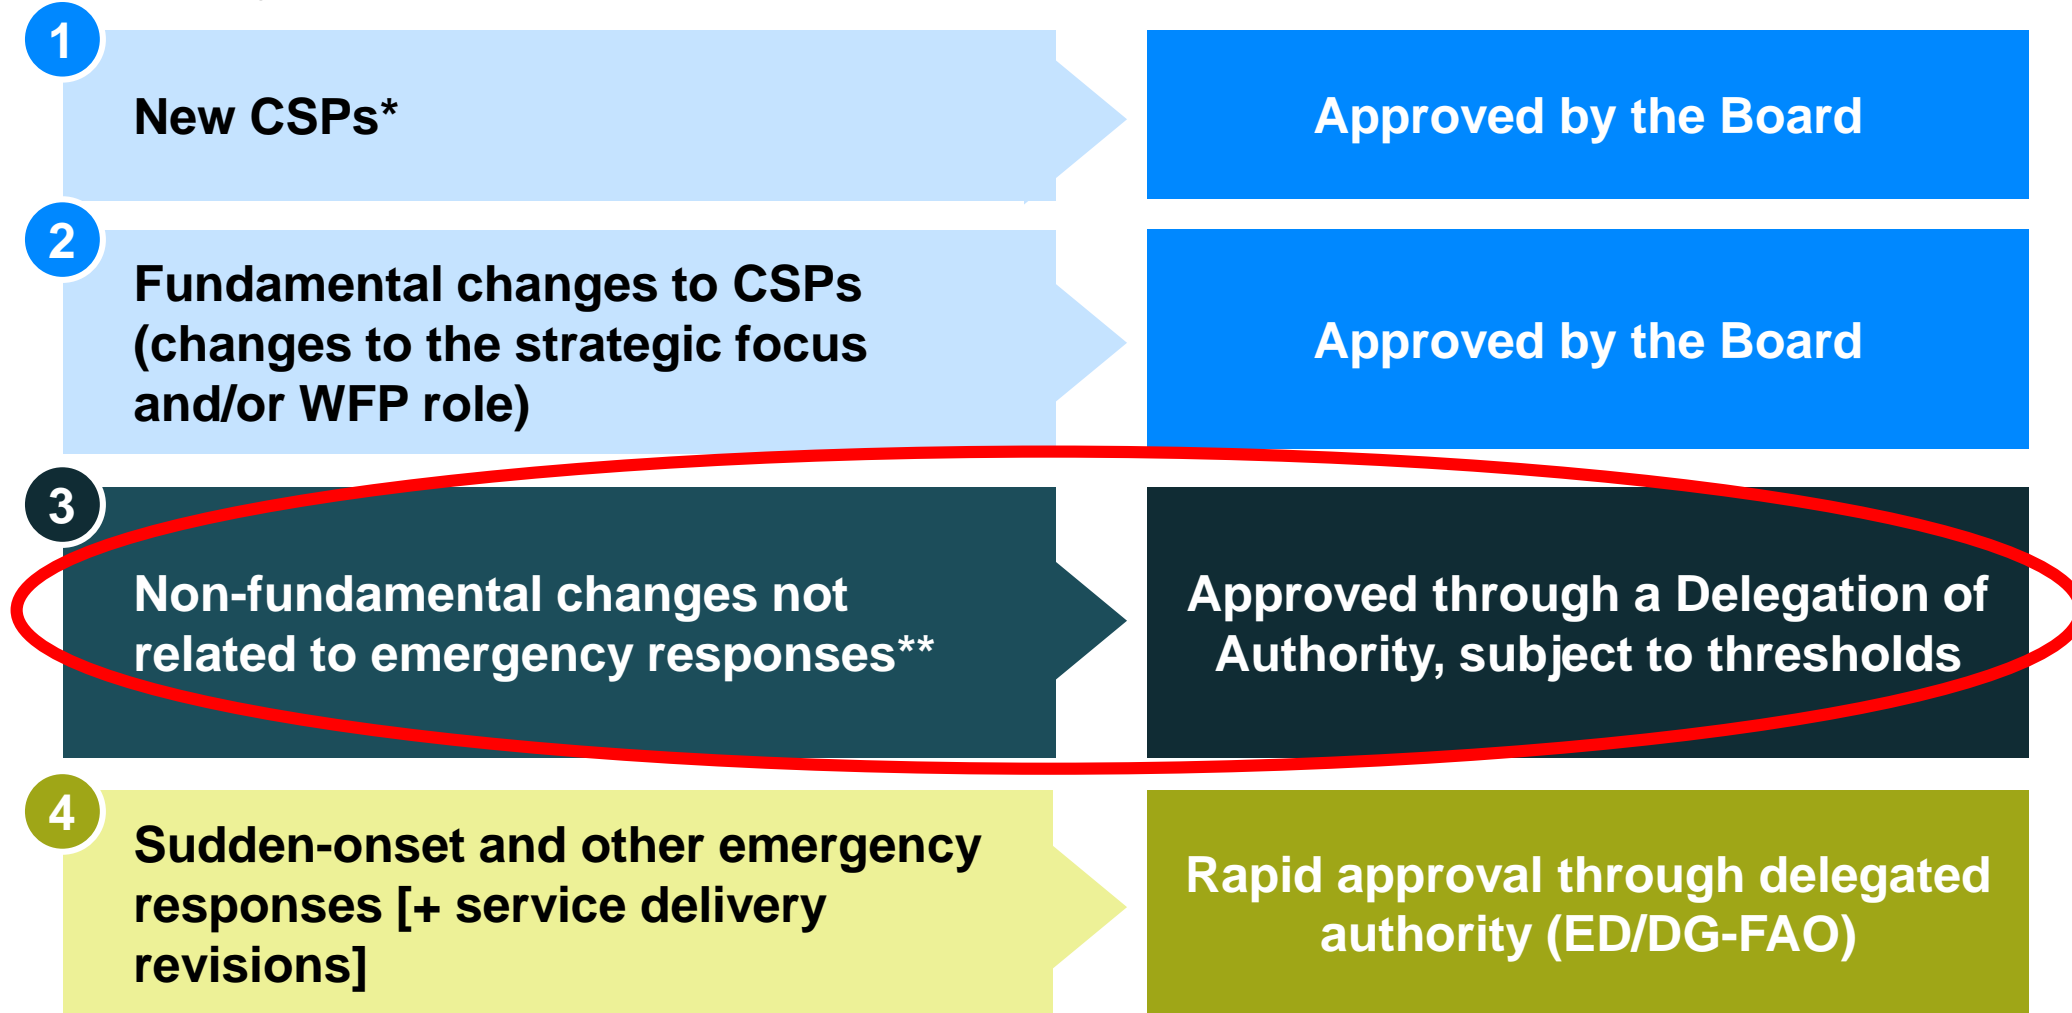 1
New CSPs*
Approved by the Board
2
Fundamental changes to CSPs
(changes to the strategic focus
and/or WFP role)
Approved by the Board
3
Non-fundamental changes not
related to emergency responses**
Approved through a Delegation of
Authority, subject to thresholds
4
Sudden-onset and other emergency
responses [+ service delivery
revisions]
Rapid approval through delegated
authority (ED/DG-FAO)